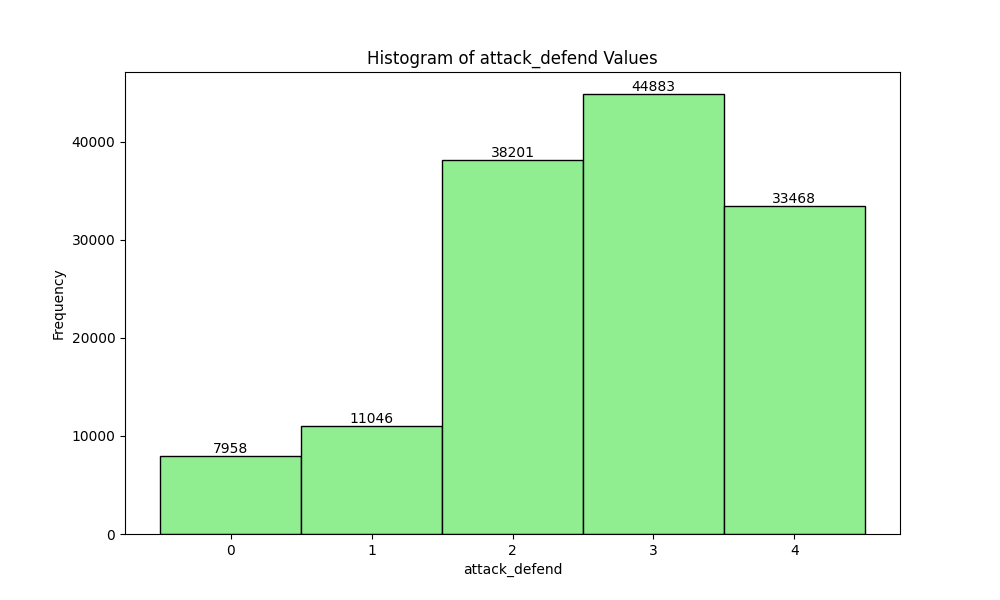 Histogram of attack_defend Values
44883
38201
33468
11046
7958
40000
30000
20000
10000
0
Frequency
0 1 2 3 4
attack_defend